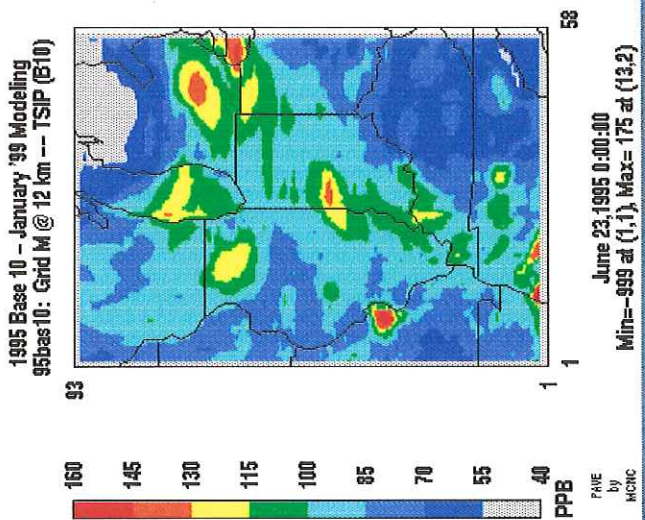 1995 Base 10 - January '99 Modeling
95bas10: Grid M @ 12 km --- TSIP (B10)
160
145
130
115
100
85
70
55
40
PPB
PAVE
by
MCNC
93
1
1
58
June 23,1995 0:00:00
Min=-999 at (1,1), Max= 175 at (13,2)